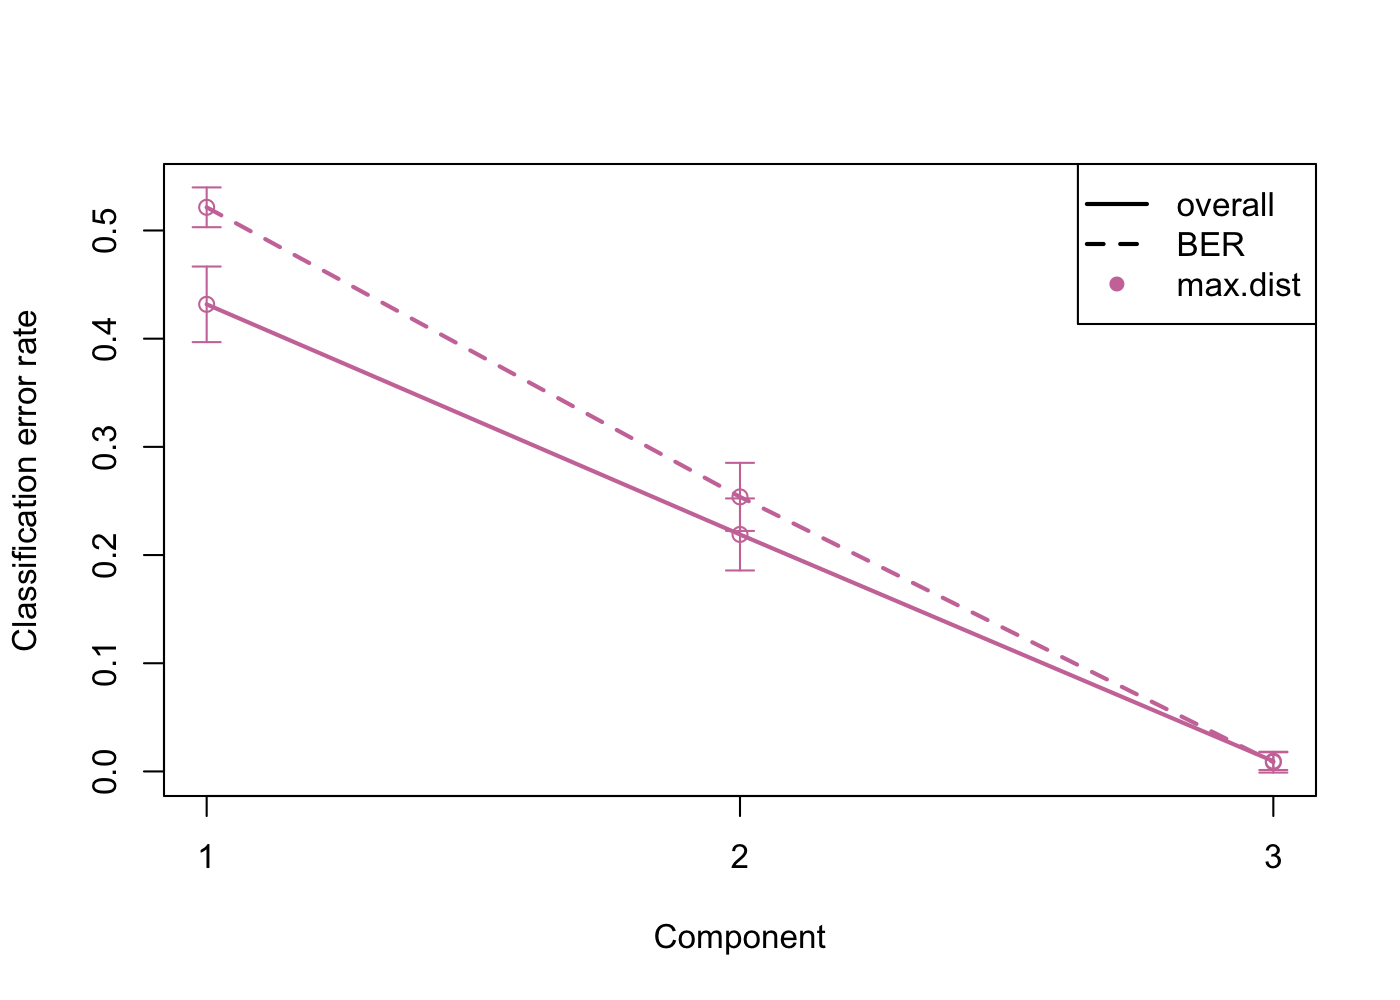 overall
BER
max.dist
Classification error rate
0.5
0.4
0.3
0.2
0.1
0.0
1 2 3
Component